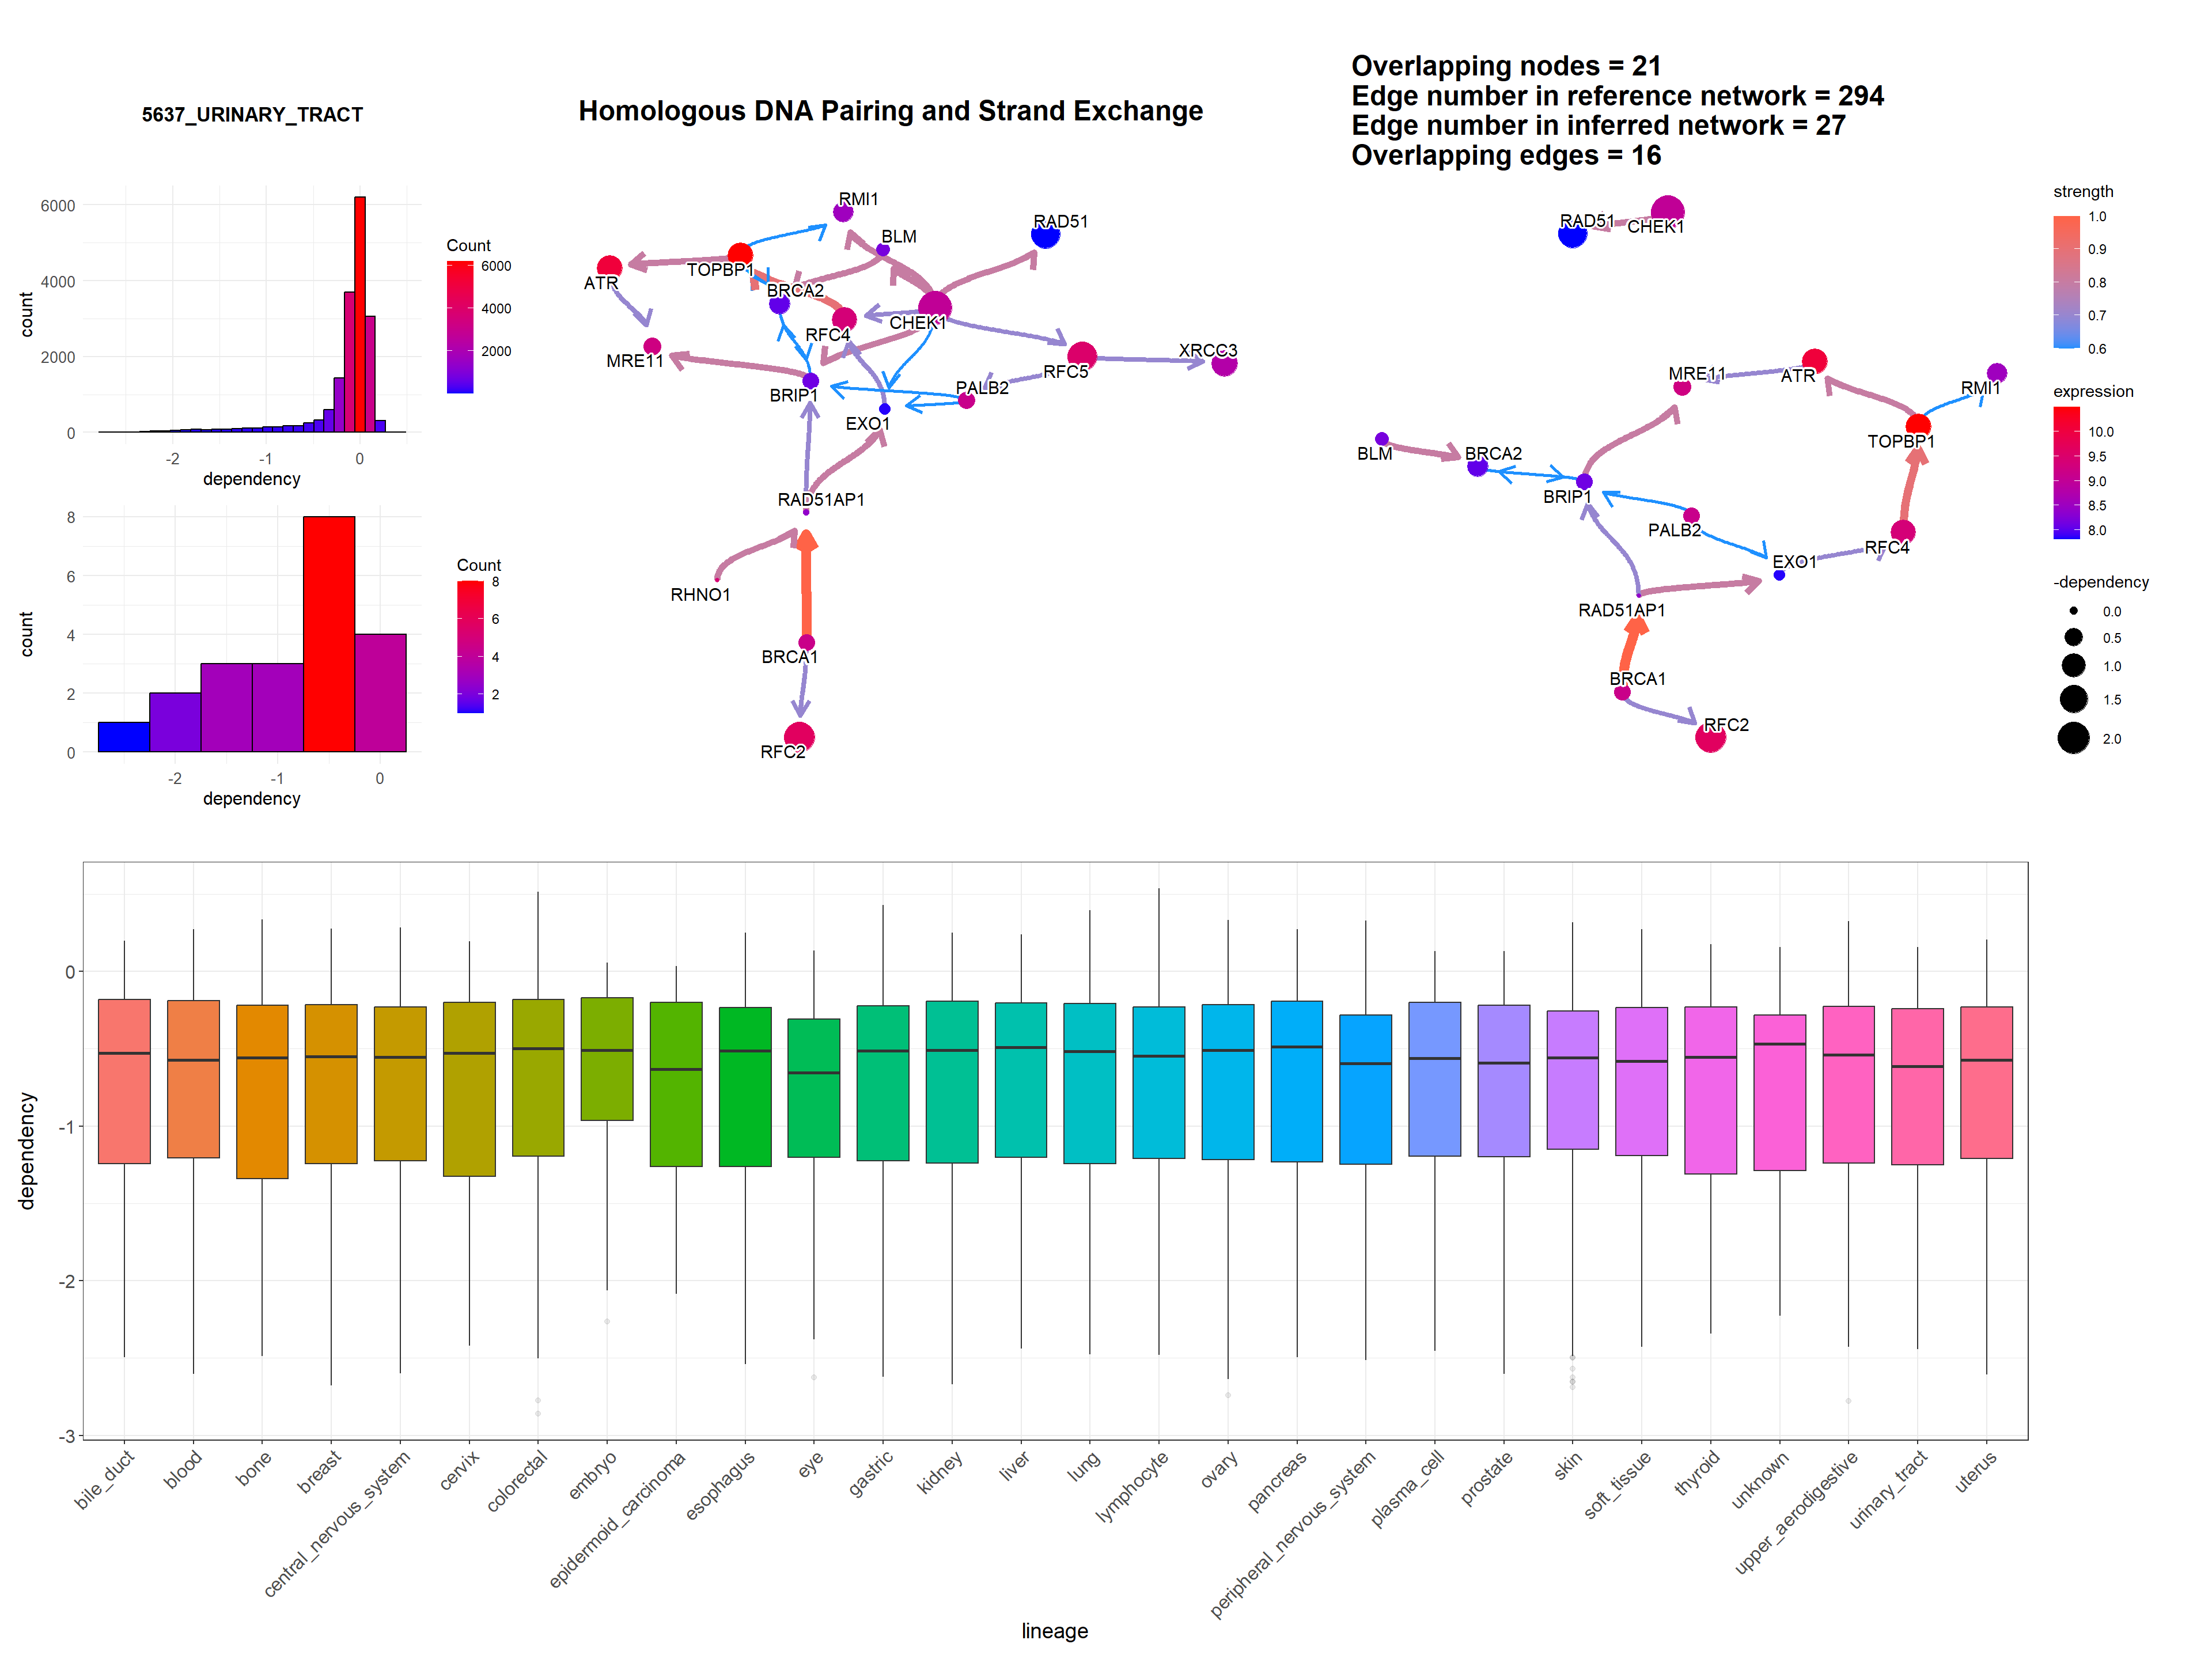 Overlapping nodes = 21
Edge number in reference network = 294
Edge number in inferred network = 27
Overlapping edges = 16
5637_URINARY_TRACT
Homologous DNA Pairing and Strand Exchange
count
6000
4000
2000
0
-2
-1
0
dependency
Count
6000
4000
2000
count
8
6
4
2
0
-2
-1
0
dependency
Count
8
6
4
2
RMI1
RAD51
BLM
TOPBP1
ATR
BRCA2
CHEK1
RFC4
MRE11
XRCC3
RFC5
PALB2
BRIP1
EXO1
RAD51AP1
RHNO1
BRCA1
RFC2
RAD51
CHEK1
MRE11
ATR
RMI1
TOPBP1
BLM
BRCA2
BRIP1
PALB2
RFC4
EXO1
RAD51AP1
BRCA1
RFC2
strength
1.0
0.9
0.8
0.7
0.6
expression
10.0
9.5
9.0
8.5
8.0
-dependency
0.0
0.5
1.0
1.5
2.0
dependency
0
-1
-2
-3
bile_duct
blood
bone
breast
central_nervous_system
cervix
colorectal
embryo
epidermoid_carcinoma
esophagus
eye
gastric
kidney
liver
lung
lymphocyte
ovary
pancreas
peripheral_nervous_system
plasma_cell
prostate
skin
soft_tissue
thyroid
unknown
upper_aerodigestive
urinary_tract
uterus
lineage